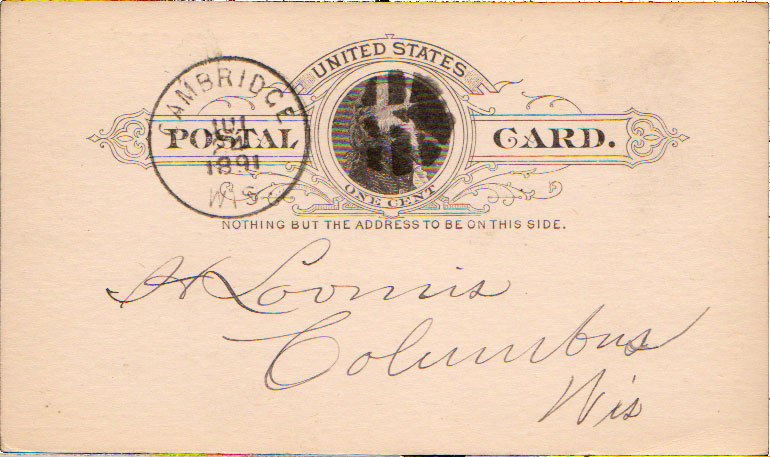 UNITED STATES
POSTAL CARD.
ONE CENT
CAMBRIDGE
JUL
1891
WIS
NOTHING BUT THE ADDRESS TO BE ON THIS SIDE.
Loomis
Columbus
Wis